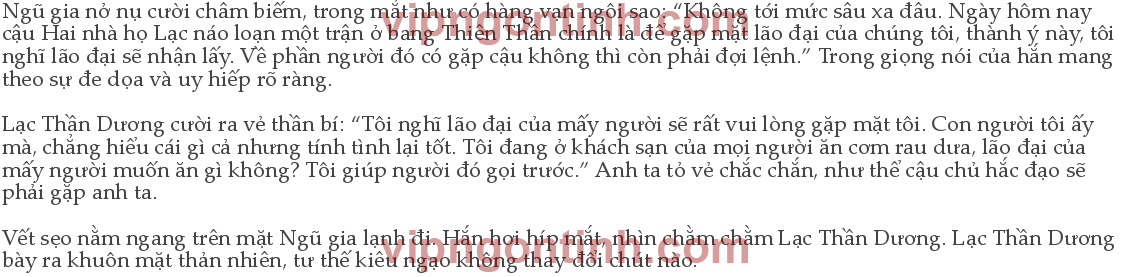 Ngũ gia nở nụ cười châm biếm, trong mắt như có hàng vạn ngôi sao: “Không tới mức sâu xa đâu. Ngày hôm nay
cậu Hai nhà họ Lạc náo loạn một trận ở bang Thiên Thần chính là để gặp mặt lão đại của chúng tôi, thành ý này, tôi
nghĩ lão đại sẽ nhận lấy. Về phần người đó có gặp cậu không thì còn phải đợi lệnh.” Trong giọng nói của hắn mang
theo sự đe dọa và uy hiếp rõ ràng.
Lạc Thần Dương cười ra vẻ thần bí: “Tôi nghĩ lão đại của mấy người sẽ rất vui lòng gặp mặt tôi. Con người tôi ấy
mà, chẳng hiểu cái gì cả nhưng tính tình lại tốt. Tôi đang ở khách sạn của mọi người ăn cơm rau dưa, lão đại của
mấy người muốn ăn gì không? Tôi giúp người đó gọi trước.” Anh ta tỏ vẻ chắc chắn, như thể cậu chủ hắc đạo sẽ
phải gặp anh ta.
Vết sẹo nằm ngang trên mặt Ngũ gia lạnh đi. Hắn hơi híp mắt, nhìn chằm chằm Lạc Thần Dương. Lạc Thần Dương
bày ra khuôn mặt thản nhiên, tư thế kiêu ngạo không thay đổi chút nào.
vipngontinh.com
vipngontinh.com